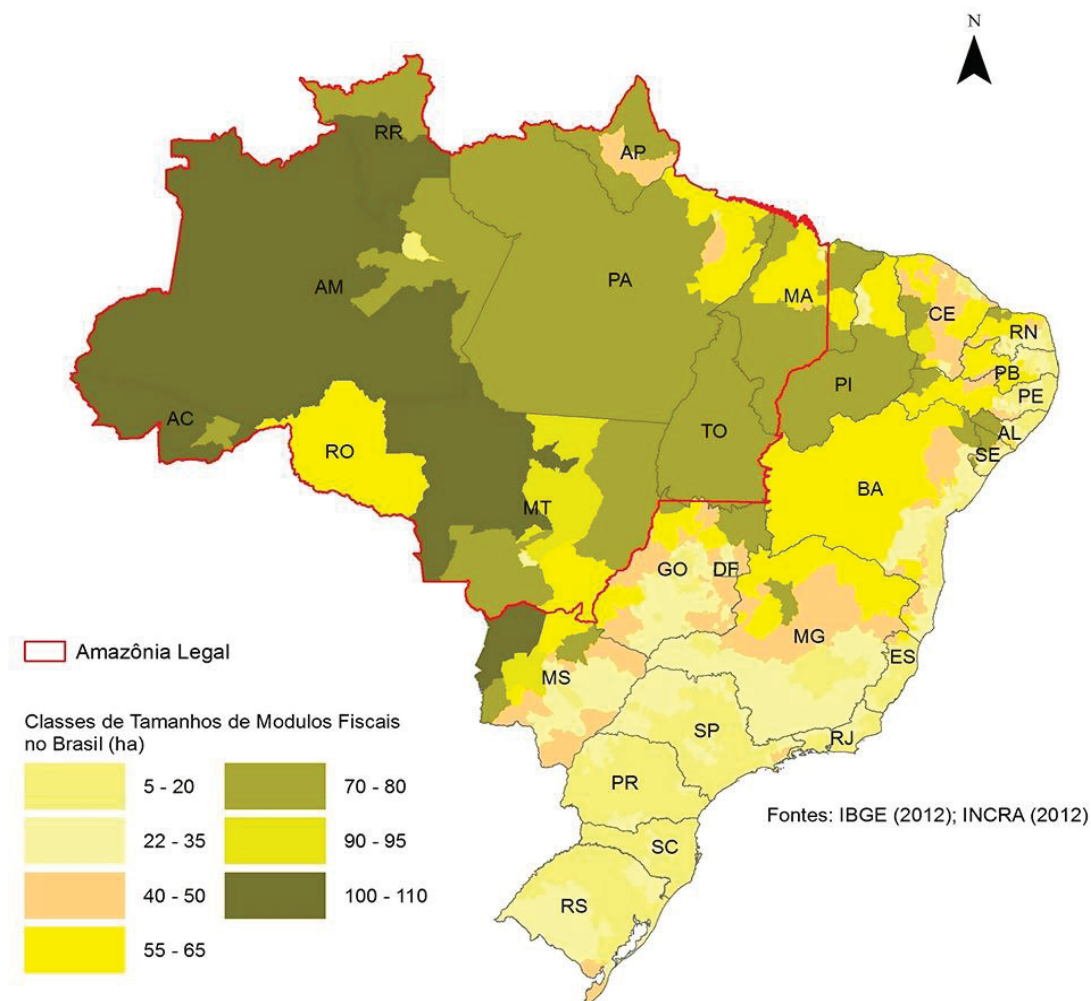 N
RR
AP
AM
PA
MA
CE
RN
PB
PE
PI
AC
TO
AL
SE
RO
BA
MT
GO
DF
MG
ES
MS
SP
RJ
PR
SC
RS
Amazônia Legal
Classes de Tamanhos de Modulos Fiscais
no Brasil (ha)
5 - 20
22 - 35
40 - 50
55 - 65
70 - 80
90 - 95
100 - 110
Fontes: IBGE (2012); INCRA (2012)